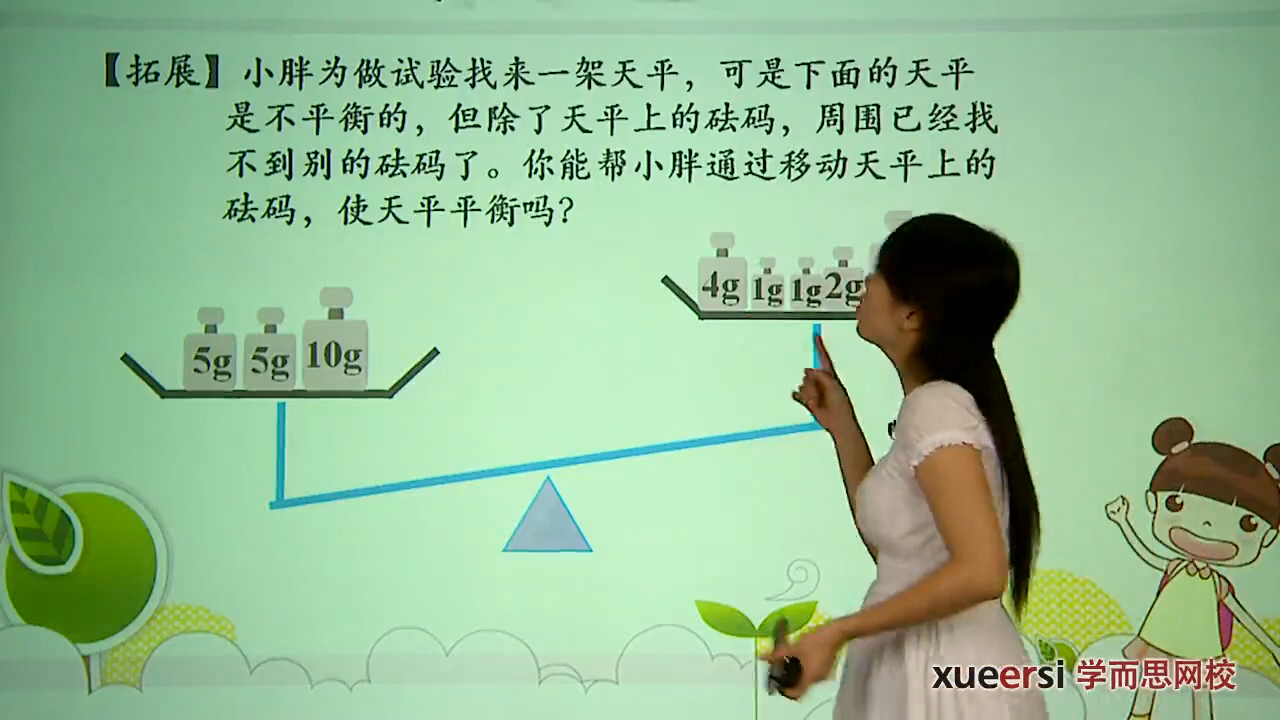 【拓展】小胖为做试验找来一架天平，可是下面的天平
是不平衡的，但除了天平上的砝码，周围已经找
不到别的砝码了。你能帮小胖通过移动天平上的
砝码，使天平平衡吗？
4g 1g 1g 2g
5g 5g 10g
xueersi 学而思网校